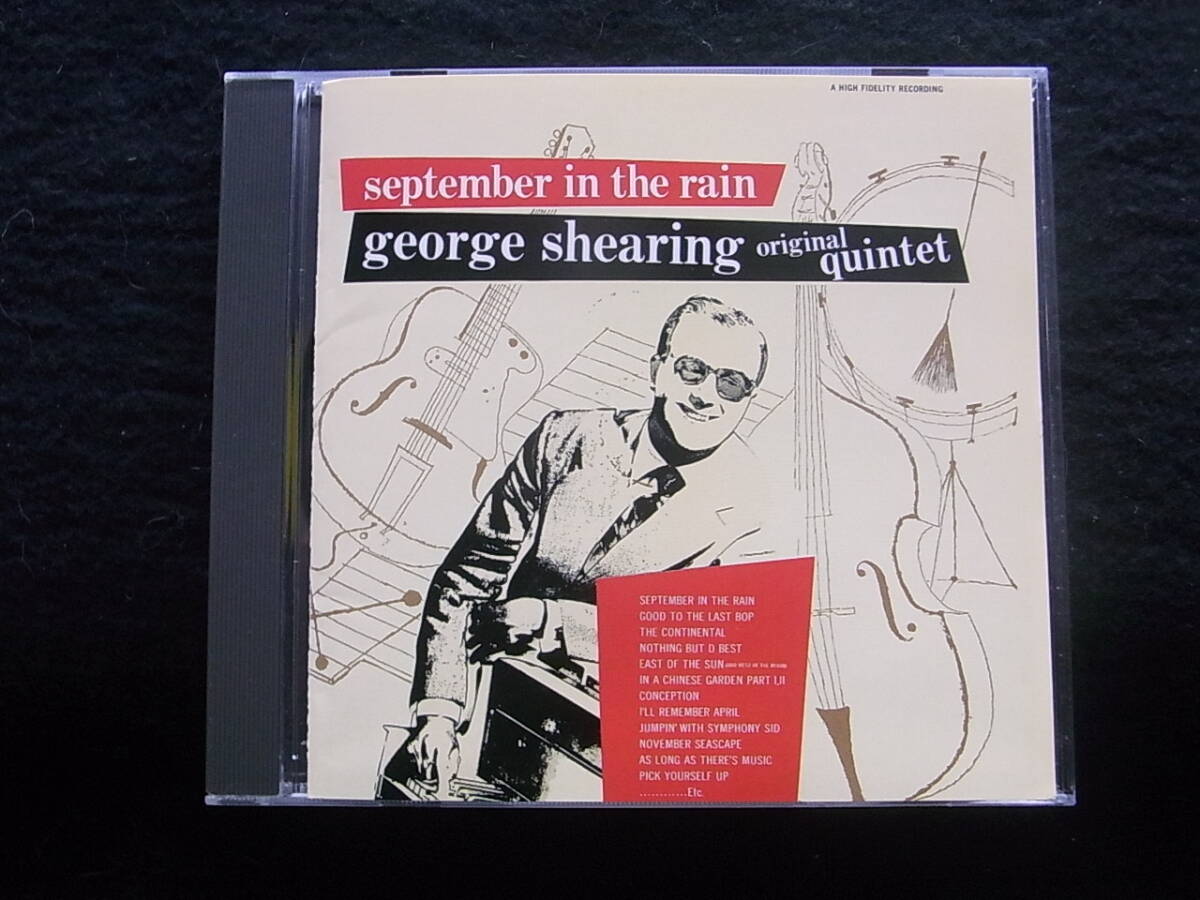 A HIGH FIDELITY RECORDING
september in the rain
george shearing original quintet
SEPTEMBER IN THE RAIN
GOOD TO THE LAST BOP
THE CONTINENTAL
NOTHING BUT D BEST
EAST OF THE SUN
IN A CHINESE GARDEN PART I,II
CONCEPTION
I'LL REMEMBER APRIL
JUMPIN' WITH SYMPHONY SID
NOVEMBER SEASCAPE
AS LONG AS THERE'S MUSIC
PICK YOURSELF UP
............Etc.